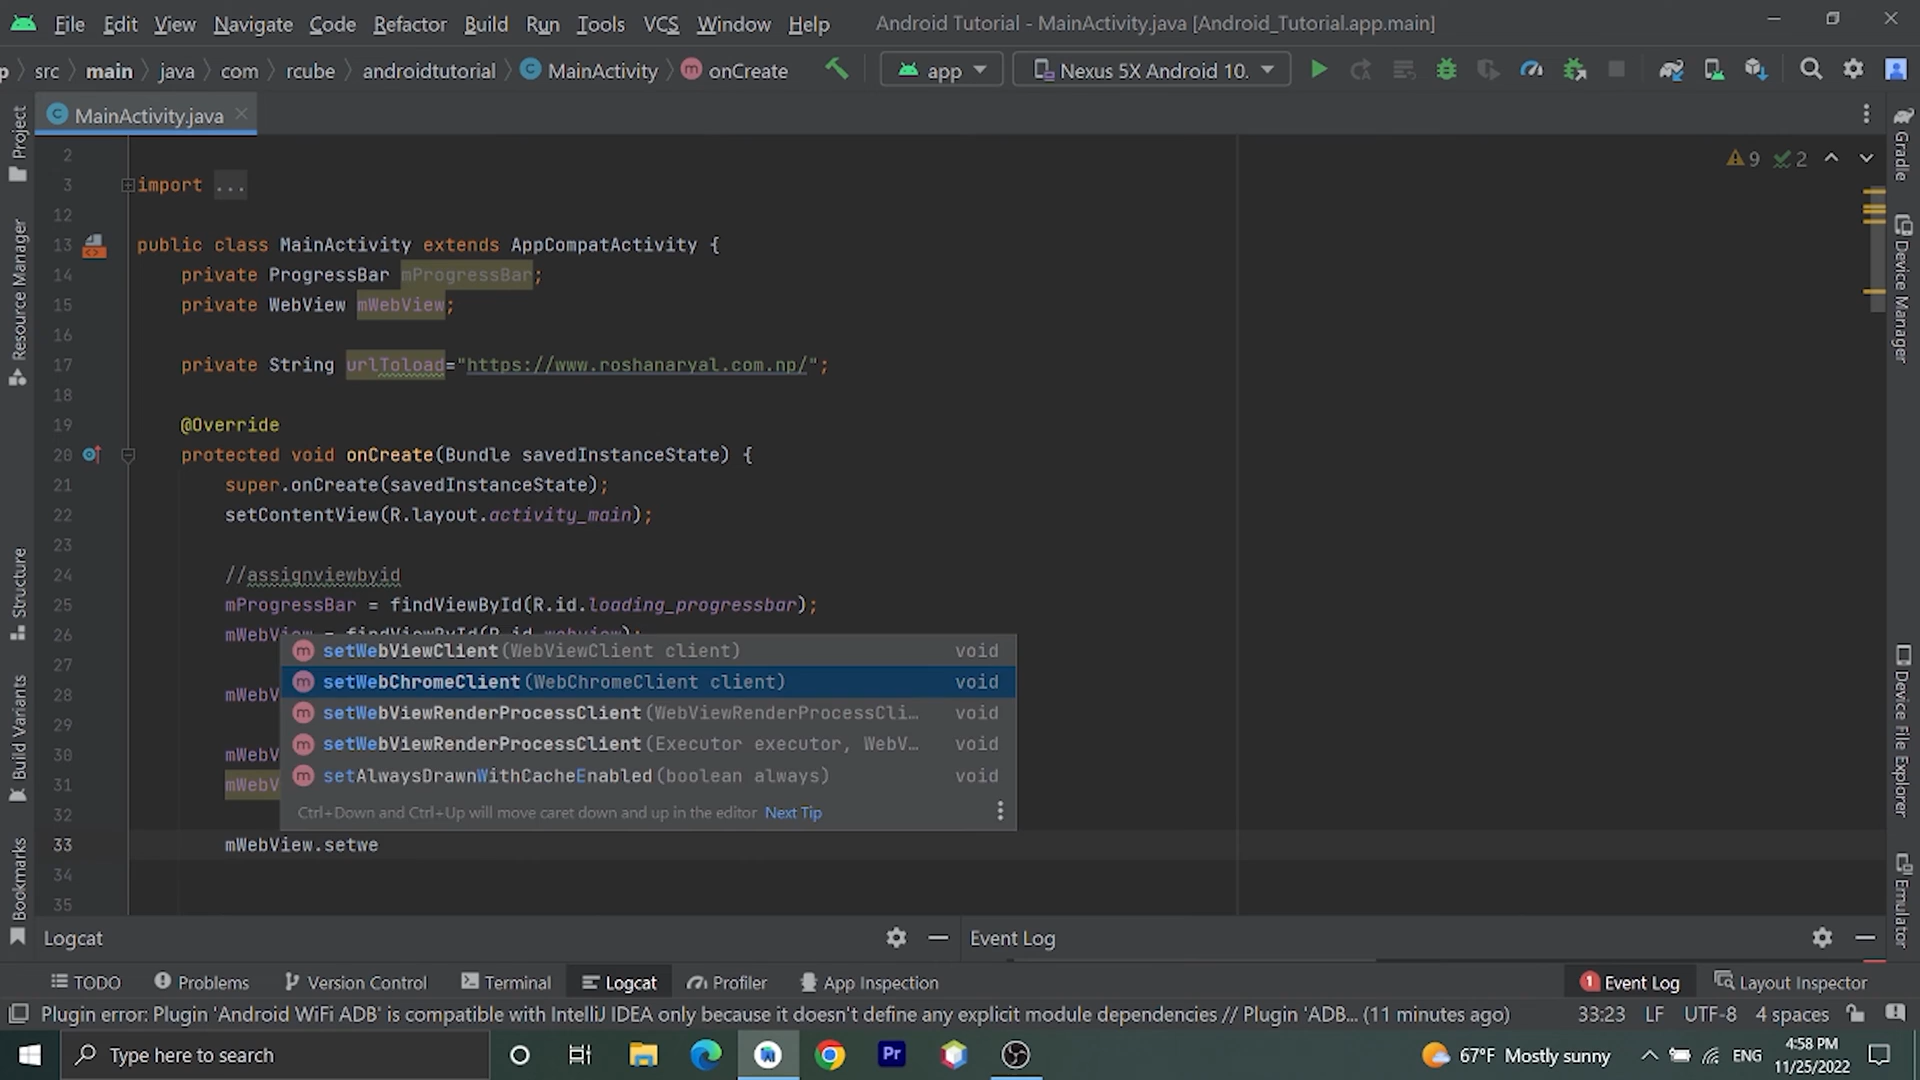 File Edit View Navigate Code Refactor Build Run Tools VCS Window Help Android Tutorial - MainActivity.java [Android_Tutorial.app.main]
src main java com rcube androidtutorial MainActivity onCreate app Nexus 5X Android 10.
MainActivity.java
Project
Resource Manager
Structure
Build Variants
Bookmarks
9 2
2
3 import ...
12
13 public class MainActivity extends AppCompatActivity {
14 private ProgressBar mProgressBar;
15 private WebView mWebView;
16
17 private String urlToload="https://www.roshanaryal.com.np/";
18
19 @Override
20 protected void onCreate(Bundle savedInstanceState) {
21 super.onCreate(savedInstanceState);
22 setContentView(R.layout.activity_main);
23
24 //assignviewbyid
25 mProgressBar = findViewById(R.id.loading_progressbar);
26 mWebView = findViewById(R.id.webview);
setWebViewClient(WebViewClient client) void
27
setWebChromeClient(WebChromeClient client) void
28 mWebV
setWebViewRenderProcessClient(WebViewRenderProcessCli... void
29
setWebViewRenderProcessClient(Executor executor, WebV... void
30 mWebV
setAlwaysDrawnWithCacheEnabled(boolean always) void
31 mWebV
Ctrl+Down and Ctrl+Up will move caret down and up in the editor Next Tip
32
33 mWebView.setwe
34
35
Gradle
Device Manager
Device File Explorer
Emulator
Logcat Event Log
TODO Problems Version Control Terminal Logcat Profiler App Inspection 1 Event Log Layout Inspector
Plugin error: Plugin 'Android WiFi ADB' is compatible with IntelliJ IDEA only because it doesn't define any explicit module dependencies // Plugin 'ADB... (11 minutes ago) 33:23 LF UTF-8 4 spaces
Type here to search Pr 67°F Mostly sunny ENG 4:58 PM
11/25/2022